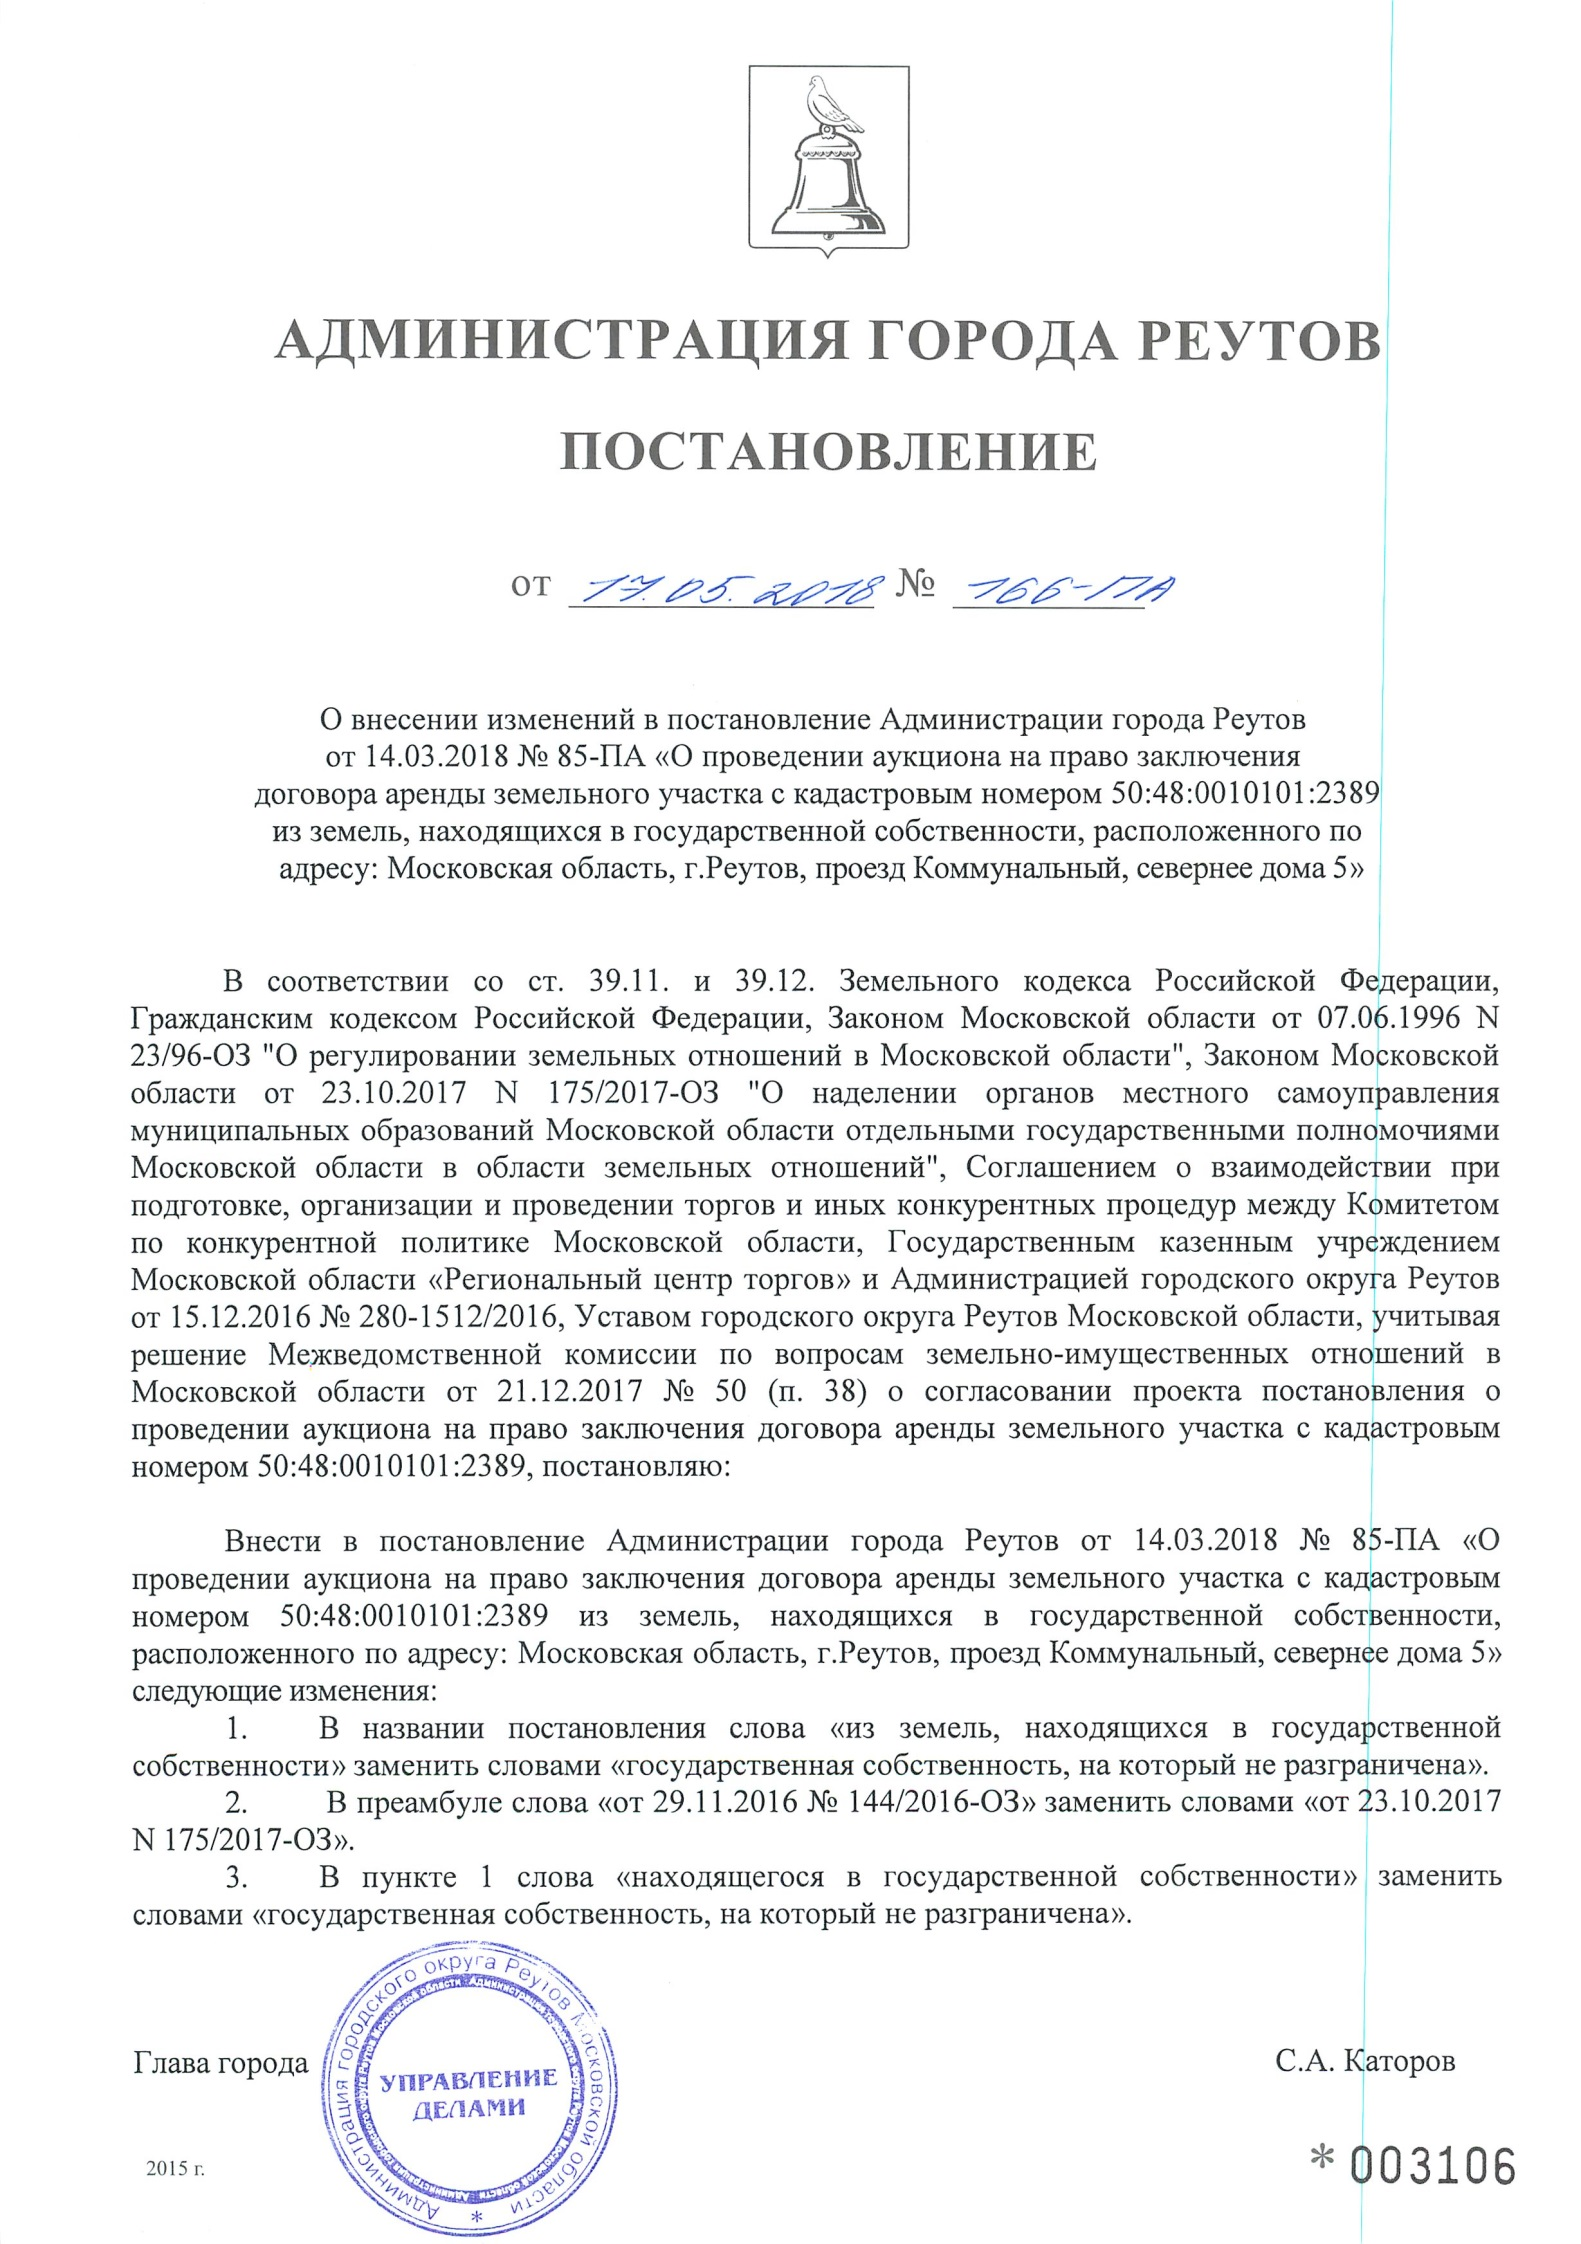 АДМИНИСТРАЦИЯ ГОРОДА РЕУТОВ
ПОСТАНОВЛЕНИЕ
от 17.05.2018 № 166-ПА
О внесении изменений в постановление Администрации города Реутов
от 14.03.2018 № 85-ПА «О проведении аукциона на право заключения
договора аренды земельного участка с кадастровым номером 50:48:0010101:2389
из земель, находящихся в государственной собственности, расположенного по
адресу: Московская область, г.Реутов, проезд Коммунальный, севернее дома 5»
В соответствии со ст. 39.11. и 39.12. Земельного кодекса Российской Федерации,
Гражданским кодексом Российской Федерации, Законом Московской области от 07.06.1996 N
23/96-ОЗ "О регулировании земельных отношений в Московской области", Законом Московской
области от 23.10.2017 N 175/2017-ОЗ "О наделении органов местного самоуправления
муниципальных образований Московской области отдельными государственными полномочиями
Московской области в области земельных отношений", Соглашением о взаимодействии при
подготовке, организации и проведении торгов и иных конкурентных процедур между Комитетом
по конкурентной политике Московской области, Государственным казенным учреждением
Московской области «Региональный центр торгов» и Администрацией городского округа Реутов
от 15.12.2016 № 280-1512/2016, Уставом городского округа Реутов Московской области, учитывая
решение Межведомственной комиссии по вопросам земельно-имущественных отношений в
Московской области от 21.12.2017 № 50 (п. 38) о согласовании проекта постановления о
проведении аукциона на право заключения договора аренды земельного участка с кадастровым
номером 50:48:0010101:2389, постановляю:
Внести в постановление Администрации города Реутов от 14.03.2018 № 85-ПА «О
проведении аукциона на право заключения договора аренды земельного участка с кадастровым
номером 50:48:0010101:2389 из земель, находящихся в государственной собственности,
расположенного по адресу: Московская область, г.Реутов, проезд Коммунальный, севернее дома 5»
следующие изменения:
1. В названии постановления слова «из земель, находящихся в государственной
собственности» заменить словами «государственная собственность, на который не разграничена».
2. В преамбуле слова «от 29.11.2016 № 144/2016-ОЗ» заменить словами «от 23.10.2017
N 175/2017-ОЗ».
3. В пункте 1 слова «находящегося в государственной собственности» заменить
словами «государственная собственность, на который не разграничена».
Глава города
С.А. Каторов
Администрация городского округа Реутов Московской области *
УПРАВЛЕНИЕ
ДЕЛАМИ
2015 г.
* 003106